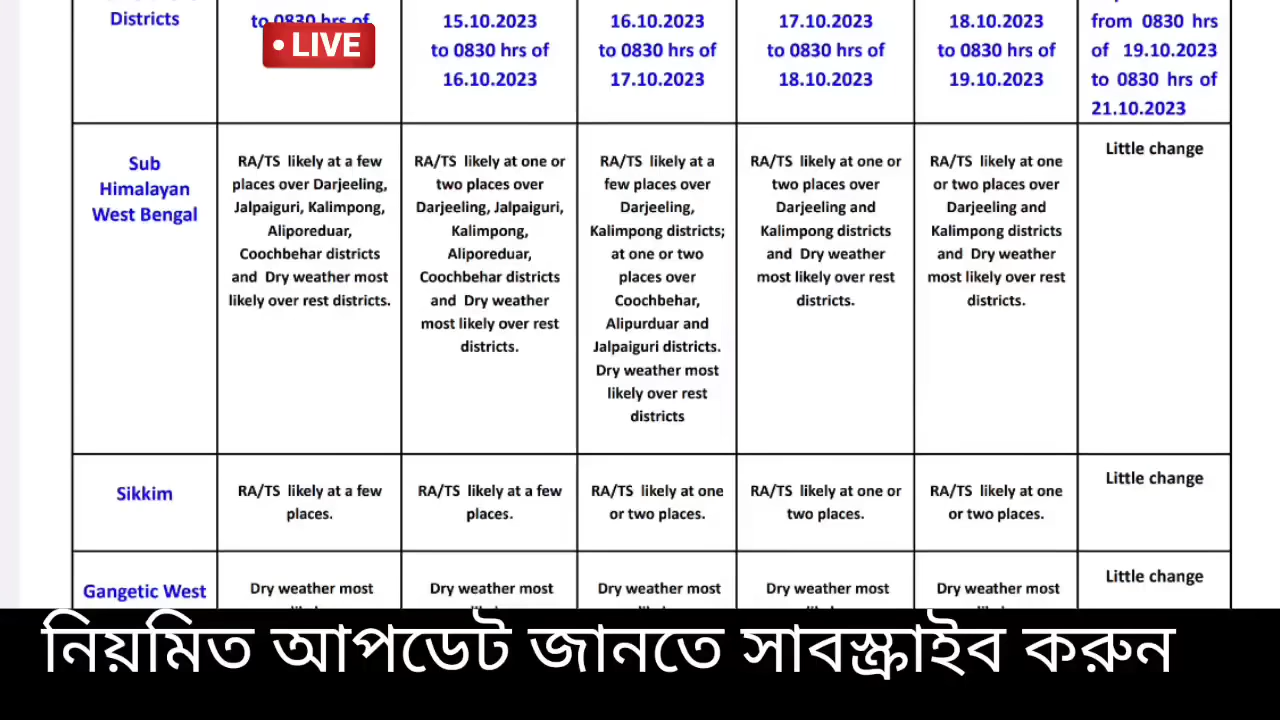 Districts
to 0830 hrs of
• LIVE
15.10.2023
to 0830 hrs of
16.10.2023
16.10.2023
to 0830 hrs of
17.10.2023
17.10.2023
to 0830 hrs of
18.10.2023
18.10.2023
to 0830 hrs of
19.10.2023
from 0830 hrs
of 19.10.2023
to 0830 hrs of
21.10.2023
Sub
Himalayan
West Bengal
RA/TS likely at a few
places over Darjeeling,
Jalpaiguri, Kalimpong,
Aliporeduar,
Coochbehar districts
and Dry weather most
likely over rest districts.
RA/TS likely at one or
two places over
Darjeeling, Jalpaiguri,
Kalimpong,
Aliporeduar,
Coochbehar districts
and Dry weather
most likely over rest
districts.
RA/TS likely at a
few places over
Darjeeling,
Kalimpong districts;
at one or two
places over
Coochbehar,
Alipurduar and
Jalpaiguri districts.
Dry weather most
likely over rest
districts
RA/TS likely at one or
two places over
Darjeeling and
Kalimpong districts
and Dry weather
most likely over rest
districts.
RA/TS likely at one
or two places over
Darjeeling and
Kalimpong districts
and Dry weather
most likely over rest
districts.
Little change
Sikkim
RA/TS likely at a few
places.
RA/TS likely at a few
places.
RA/TS likely at one
or two places.
RA/TS likely at one or
two places.
RA/TS likely at one
or two places.
Little change
Gangetic West
Dry weather most
Dry weather most
Dry weather most
Dry weather most
Dry weather most
Little change
নিয়মিত আপডেট জানতে সাবস্ক্রাইব করুন